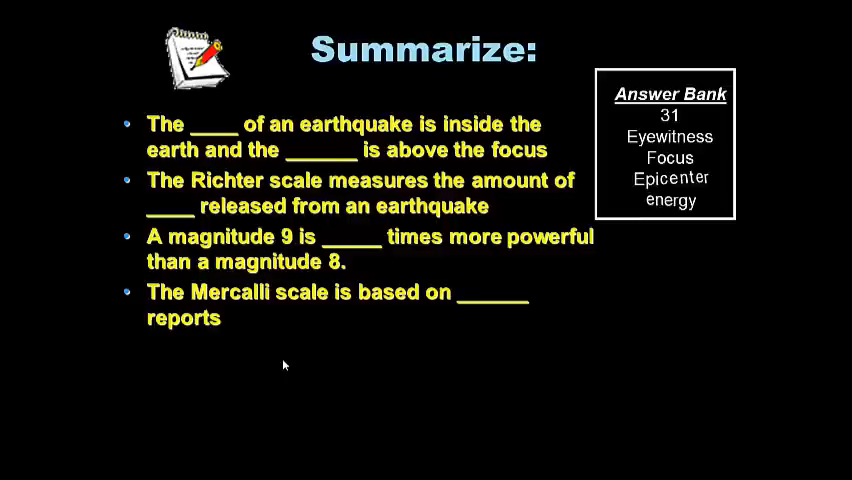 Summarize:
• The ____ of an earthquake is inside the
earth and the ______ is above the focus
• The Richter scale measures the amount of
____ released from an earthquake
• A magnitude 9 is _____ times more powerful
than a magnitude 8.
• The Mercalli scale is based on ______
reports
Answer Bank
31
Eyewitness
Focus
Epicenter
energy